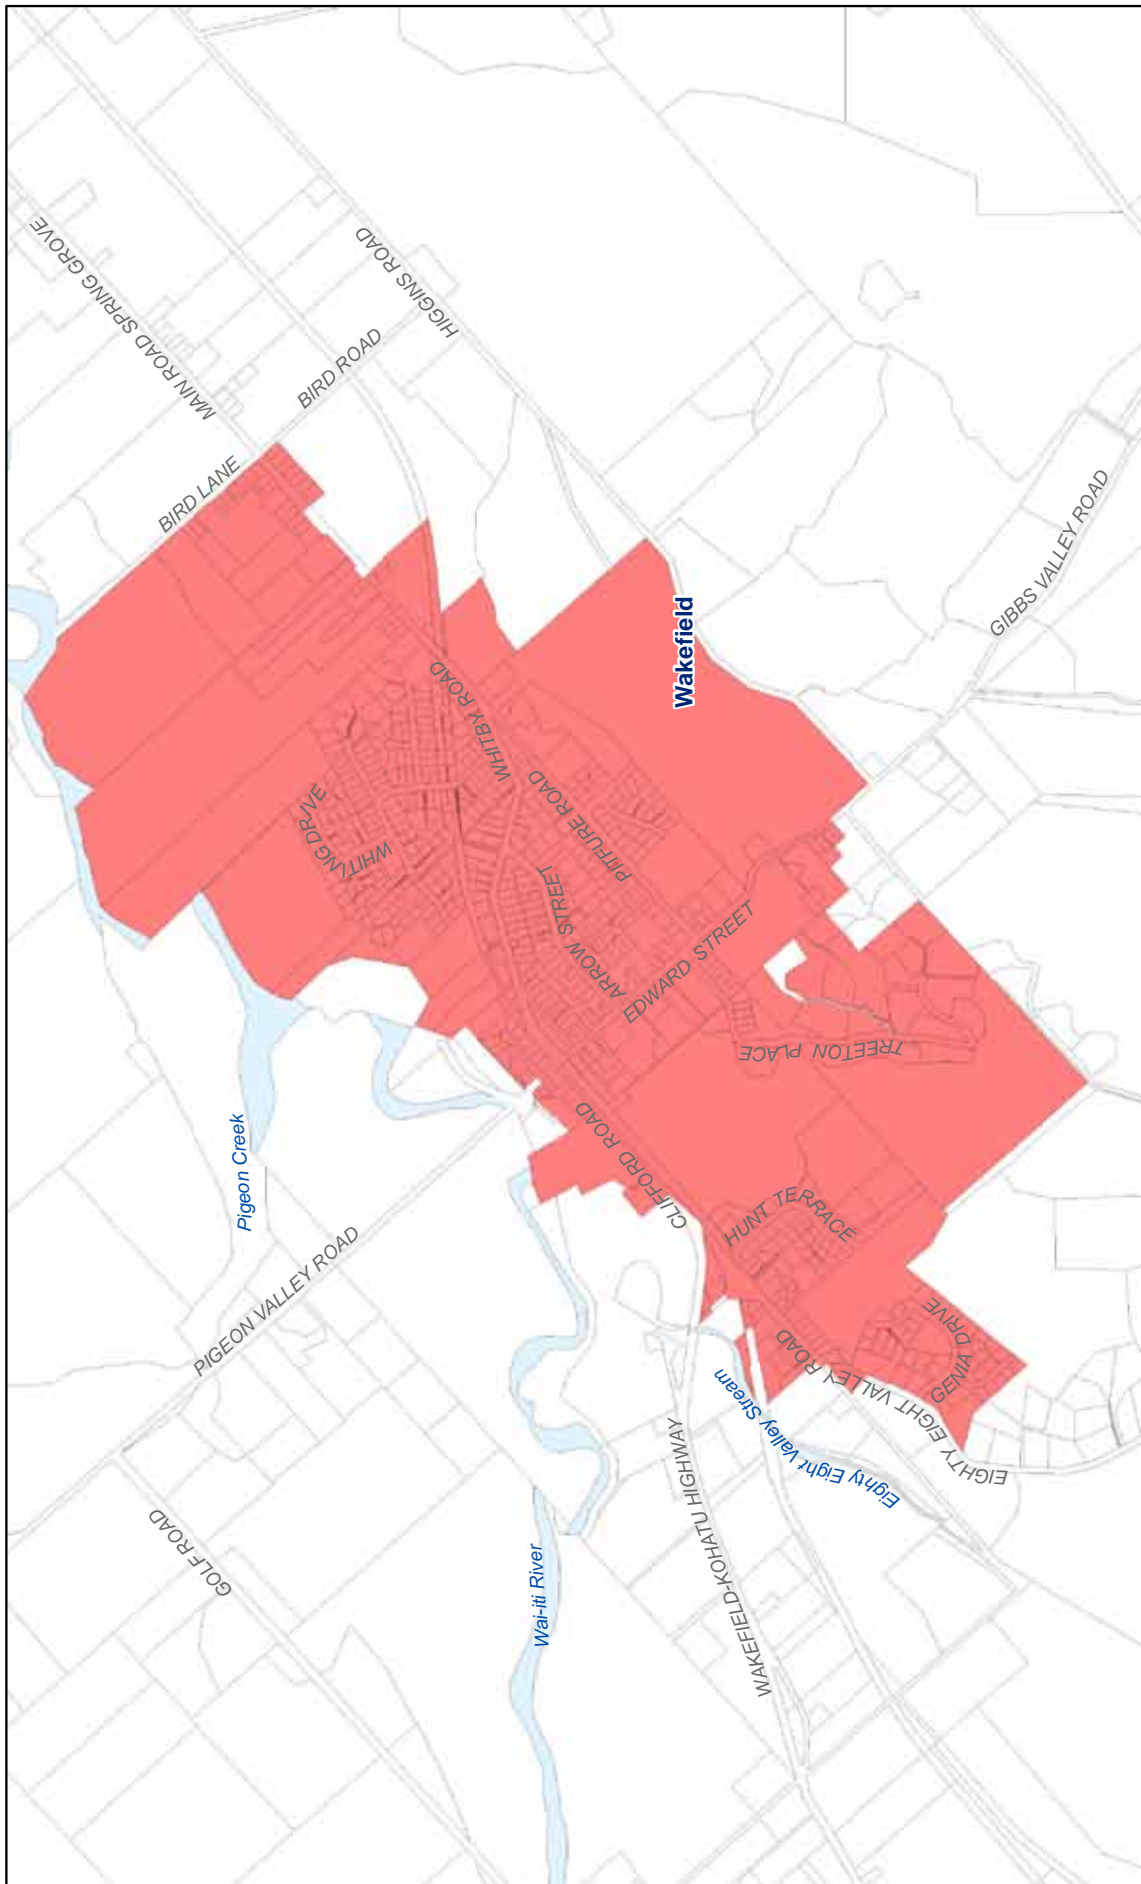 MAIN ROAD SPRING GROVE
HIGGINS ROAD
BIRD ROAD
BIRD LANE
GIBBS VALLEY ROAD
Wakefield
WHITBY ROAD
WHITING DRIVE
PITFURE ROAD
ARROW STREET
EDWARD STREET
TREETON PLACE
Pigeon Creek
CLIFFORD ROAD
PIGEON VALLEY ROAD
HUNT TERRACE
GENIA DRIVE
EIGHTY EIGHT VALLEY ROAD
Eighty Eight Valley Stream
WAKEFIELD-KOHATU HIGHWAY
GOLF ROAD
Wai-iti River